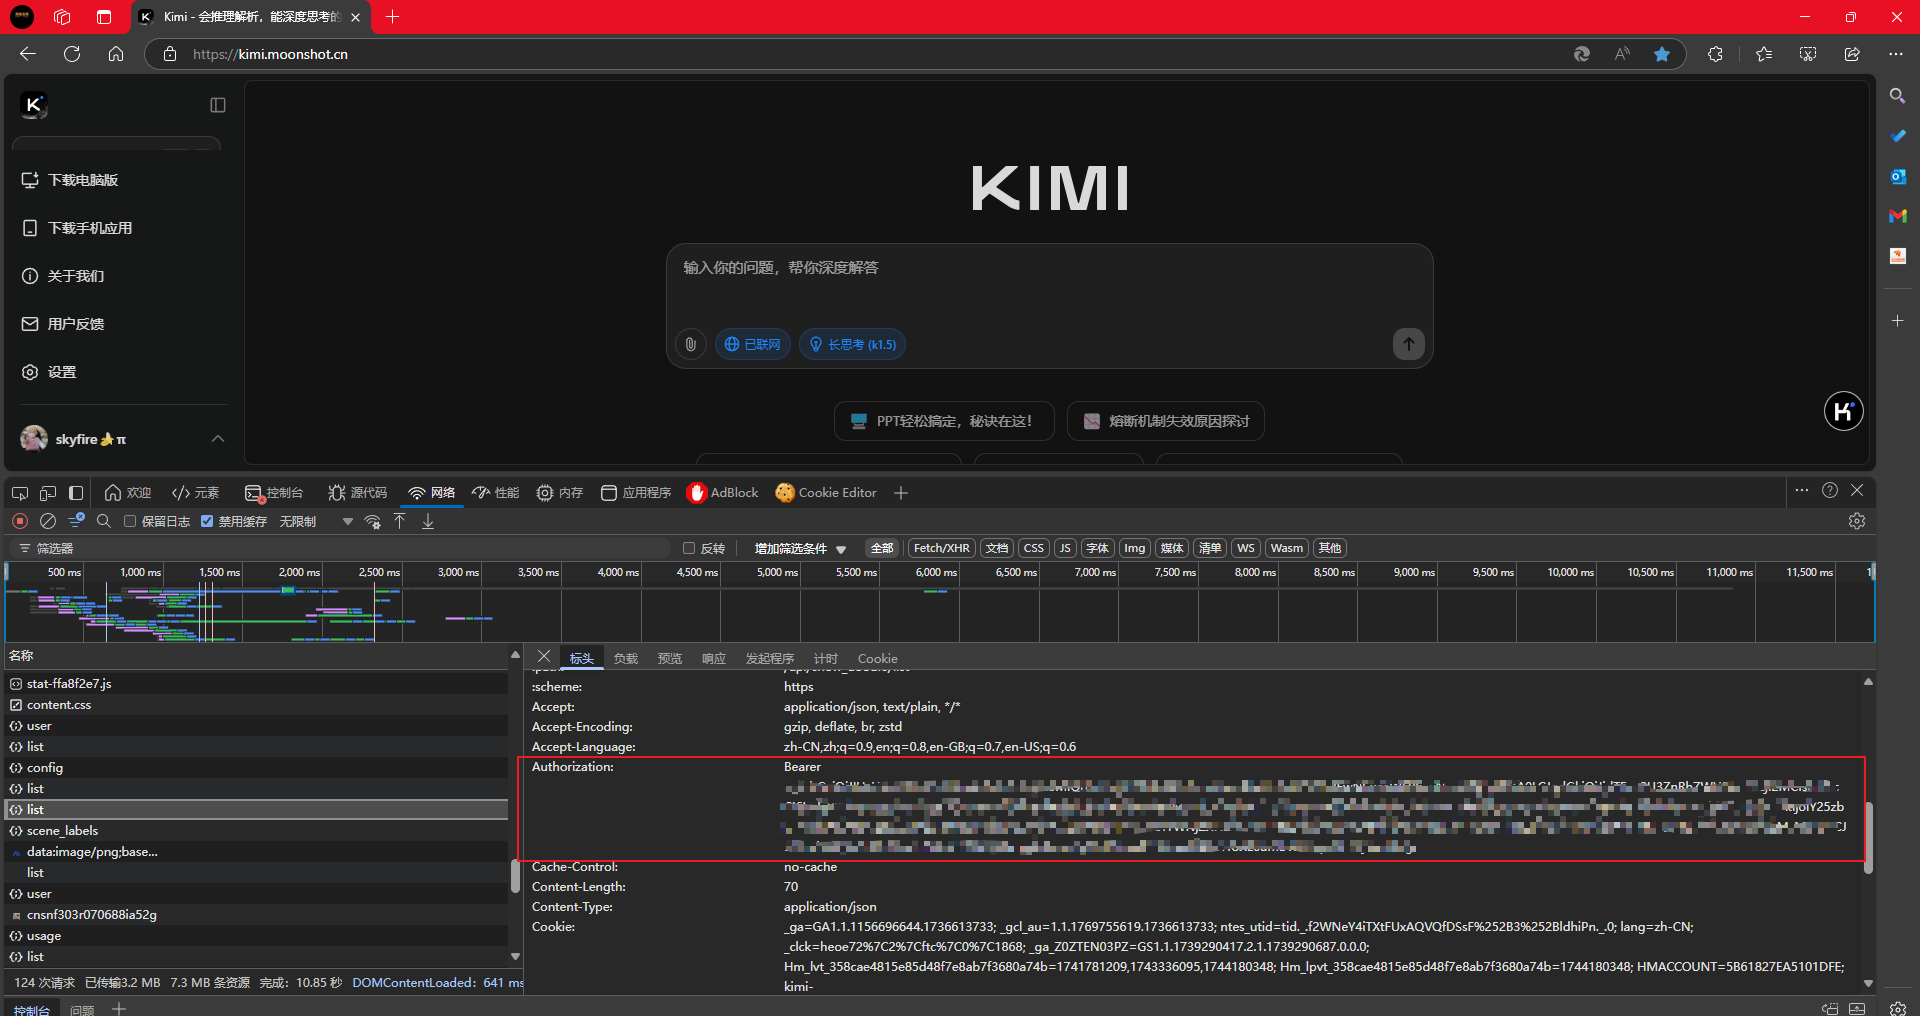 Kimi - 会推理解析，能深度思考的
https://kimi.moonshot.cn
下载电脑版
下载手机应用
关于我们
用户反馈
设置
skyfire🍌π
KIMI
输入你的问题，帮你深度解答
已联网
长思考 (k1.5)
PPT轻松搞定，秘诀在这！
熔断机制失效原因探讨
欢迎 元素 控制台 源代码 网络 性能 内存 应用程序 AdBlock Cookie Editor
保留日志 禁用缓存 无限制
筛选器 反转 增加筛选条件 全部 Fetch/XHR 文档 CSS JS 字体 Img 媒体 清单 WS Wasm 其他
500 ms 1,000 ms 1,500 ms 2,000 ms 2,500 ms 3,000 ms 3,500 ms 4,000 ms 4,500 ms 5,000 ms 5,500 ms 6,000 ms 6,500 ms 7,000 ms 7,500 ms 8,000 ms 8,500 ms 9,000 ms 9,500 ms 10,000 ms 10,500 ms 11,000 ms 11,500 ms
名称
stat-ffa8f2e7.js
content.css
user
list
config
list
list
scene_labels
data:image/png;base...
list
user
cnsnf303r070688ia52g
usage
list
124 次请求 已传输3.2 MB 7.3 MB 条资源 完成：10.85 秒 DOMContentLoaded：641 ms
标头 负载 预览 响应 发起程序 计时 Cookie
:scheme: https
Accept: application/json, text/plain, */*
Accept-Encoding: gzip, deflate, br, zstd
Accept-Language: zh-CN,zh;q=0.9,en;q=0.8,en-GB;q=0.7,en-US;q=0.6
Authorization: Bearer
Cache-Control: no-cache
Content-Length: 70
Content-Type: application/json
Cookie: _ga=GA1.1.1156696644.1736613733; _gcl_au=1.1.1769755619.1736613733; ntes_utid=tid._.f2WNeY4iTXtFUxAQVQfDSsF%252B3%252BldhiPn._.0; lang=zh-CN;
_clck=heoe72%7C2%7Cftc%7C0%7C1868; _ga_Z0ZTEN03PZ=GS1.1.1739290417.2.1.1739290687.0.0.0;
Hm_lvt_358cae4815e85d48f7e8ab7f3680a74b=1741781209,1743336095,1744180348; Hm_lpvt_358cae4815e85d48f7e8ab7f3680a74b=1744180348; HMACCOUNT=5B61827EA5101DFE;
kimi-
控制台 问题